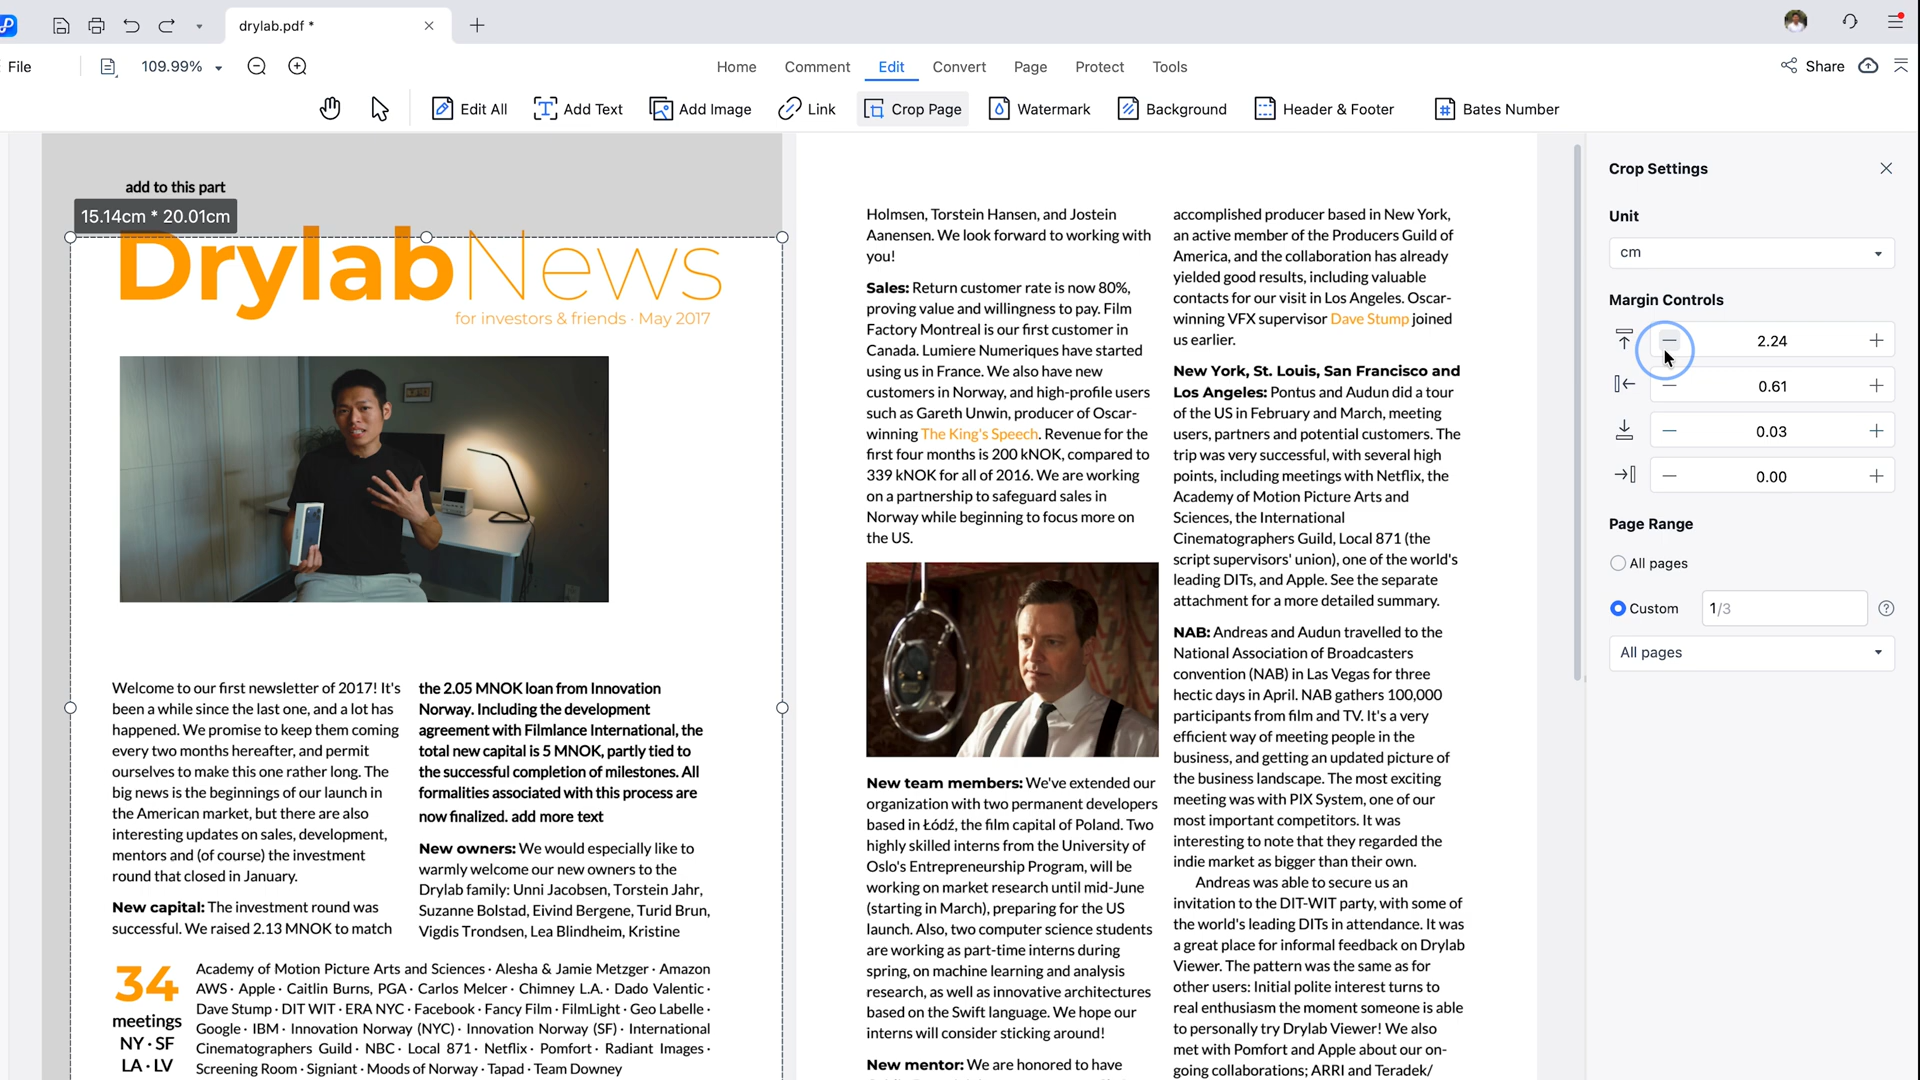 drylab.pdf *
File
109.99%
Home
Comment
Edit
Convert
Page
Protect
Tools
Share
Edit All
Add Text
Add Image
Link
Crop Page
Watermark
Background
Header & Footer
Bates Number
add to this part
15.14cm * 20.01cm
DrylabNews
for investors & friends · May 2017
Welcome to our first newsletter of 2017! It's
been a while since the last one, and a lot has
happened. We promise to keep them coming
every two months hereafter, and permit
ourselves to make this one rather long. The
big news is the beginnings of our launch in
the American market, but there are also
interesting updates on sales, development,
mentors and (of course) the investment
round that closed in January.
New capital: The investment round was
successful. We raised 2.13 MNOK to match
the 2.05 MNOK loan from Innovation
Norway. Including the development
agreement with Filmlance International, the
total new capital is 5 MNOK, partly tied to
the successful completion of milestones. All
formalities associated with this process are
now finalized. add more text
New owners: We would especially like to
warmly welcome our new owners to the
Drylab family: Unni Jacobsen, Torstein Jahr,
Suzanne Bolstad, Eivind Bergene, Turid Brun,
Vigdis Trondsen, Lea Blindheim, Kristine
34
meetings
NY · SF
LA · LV
Academy of Motion Picture Arts and Sciences · Alesha & Jamie Metzger · Amazon
AWS · Apple · Caitlin Burns, PGA · Carlos Melcer · Chimney L.A. · Dado Valentic ·
Dave Stump · DIT WIT · ERA NYC · Facebook · Fancy Film · FilmLight · Geo Labelle ·
Google · IBM · Innovation Norway (NYC) · Innovation Norway (SF) · International
Cinematographers Guild · NBC · Local 871 · Netflix · Pomfort · Radiant Images ·
Screening Room · Signiant · Moods of Norway · Tapad · Team Downey
Holmsen, Torstein Hansen, and Jostein
Aanensen. We look forward to working with
you!
Sales: Return customer rate is now 80%,
proving value and willingness to pay. Film
Factory Montreal is our first customer in
Canada. Lumiere Numeriques have started
using us in France. We also have new
customers in Norway, and high-profile users
such as Gareth Unwin, producer of Oscar-
winning The King's Speech. Revenue for the
first four months is 200 kNOK, compared to
339 kNOK for all of 2016. We are working
on a partnership to safeguard sales in
Norway while beginning to focus more on
the US.
New team members: We've extended our
organization with two permanent developers
based in Łódź, the film capital of Poland. Two
highly skilled interns from the University of
Oslo's Entrepreneurship Program, will be
working on market research until mid-June
(starting in March), preparing for the US
launch. Also, two computer science students
are working as part-time interns during
spring, on machine learning and analysis
research, as well as innovative architectures
based on the Swift language. We hope our
interns will consider sticking around!
New mentor: We are honored to have
accomplished producer based in New York,
an active member of the Producers Guild of
America, and the collaboration has already
yielded good results, including valuable
contacts for our visit in Los Angeles. Oscar-
winning VFX supervisor Dave Stump joined
us earlier.
New York, St. Louis, San Francisco and
Los Angeles: Pontus and Audun did a tour
of the US in February and March, meeting
users, partners and potential customers. The
trip was very successful, with several high
points, including meetings with Netflix, the
Academy of Motion Picture Arts and
Sciences, the International
Cinematographers Guild, Local 871 (the
script supervisors' union), one of the world's
leading DITs, and Apple. See the separate
attachment for a more detailed summary.
NAB: Andreas and Audun travelled to the
National Association of Broadcasters
convention (NAB) in Las Vegas for three
hectic days in April. NAB gathers 100,000
participants from film and TV. It's a very
efficient way of meeting people in the
business, and getting an updated picture of
the business landscape. The most exciting
meeting was with PIX System, one of our
most important competitors. It was
interesting to note that they regarded the
indie market as bigger than their own.
Andreas was able to secure us an
invitation to the DIT-WIT party, with some of
the world's leading DITs in attendance. It was
a great place for informal feedback on Drylab
Viewer. The pattern was the same as for
other users: Initial polite interest turns to
real enthusiasm the moment someone is able
to personally try Drylab Viewer! We also
met with Pomfort and Apple about our on-
going collaborations; ARRI and Teradek/
Crop Settings
Unit
cm
Margin Controls
2.24
0.61
0.03
0.00
Page Range
All pages
Custom
1/3
All pages